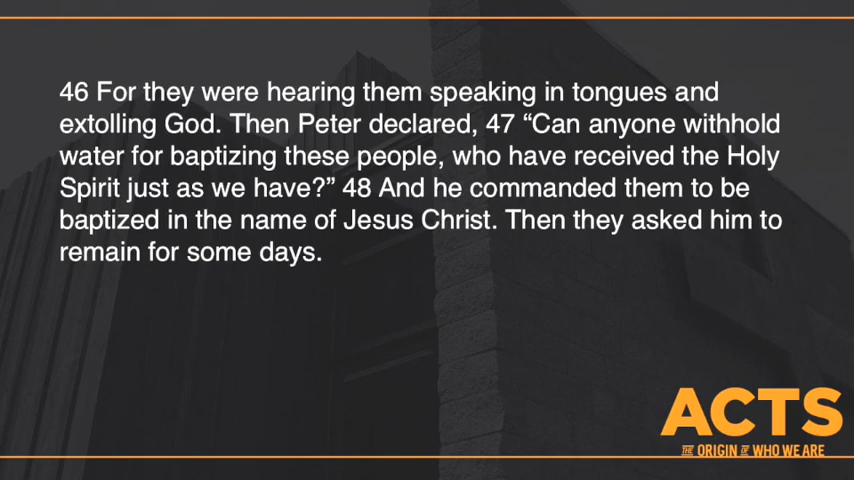 46 For they were hearing them speaking in tongues and
extolling God. Then Peter declared, 47 “Can anyone withhold
water for baptizing these people, who have received the Holy
Spirit just as we have?” 48 And he commanded them to be
baptized in the name of Jesus Christ. Then they asked him to
remain for some days.
ACTS
THE ORIGIN OF WHO WE ARE